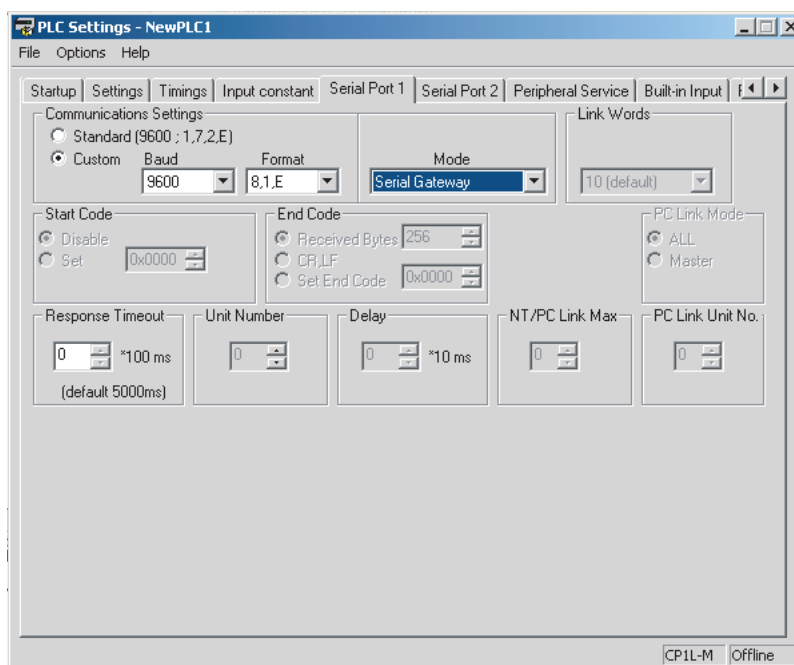 PLC Settings - NewPLC1
File Options Help
Startup Settings Timings Input constant Serial Port 1 Serial Port 2 Peripheral Service Built-in Input
Communications Settings Link Words
Standard (9600 ; 1,7,2,E)
Custom Baud Format Mode
9600 8,1,E Serial Gateway 10 (default)
Start Code End Code PC Link Mode
Disable Received Bytes 256 ALL
Set 0x0000 CR,LF Master
Set End Code 0x0000
Response Timeout Unit Number Delay NT/PC Link Max PC Link Unit No.
0 *100 ms 0 0 *10 ms 0 0
(default 5000ms)
CP1L-M Offline